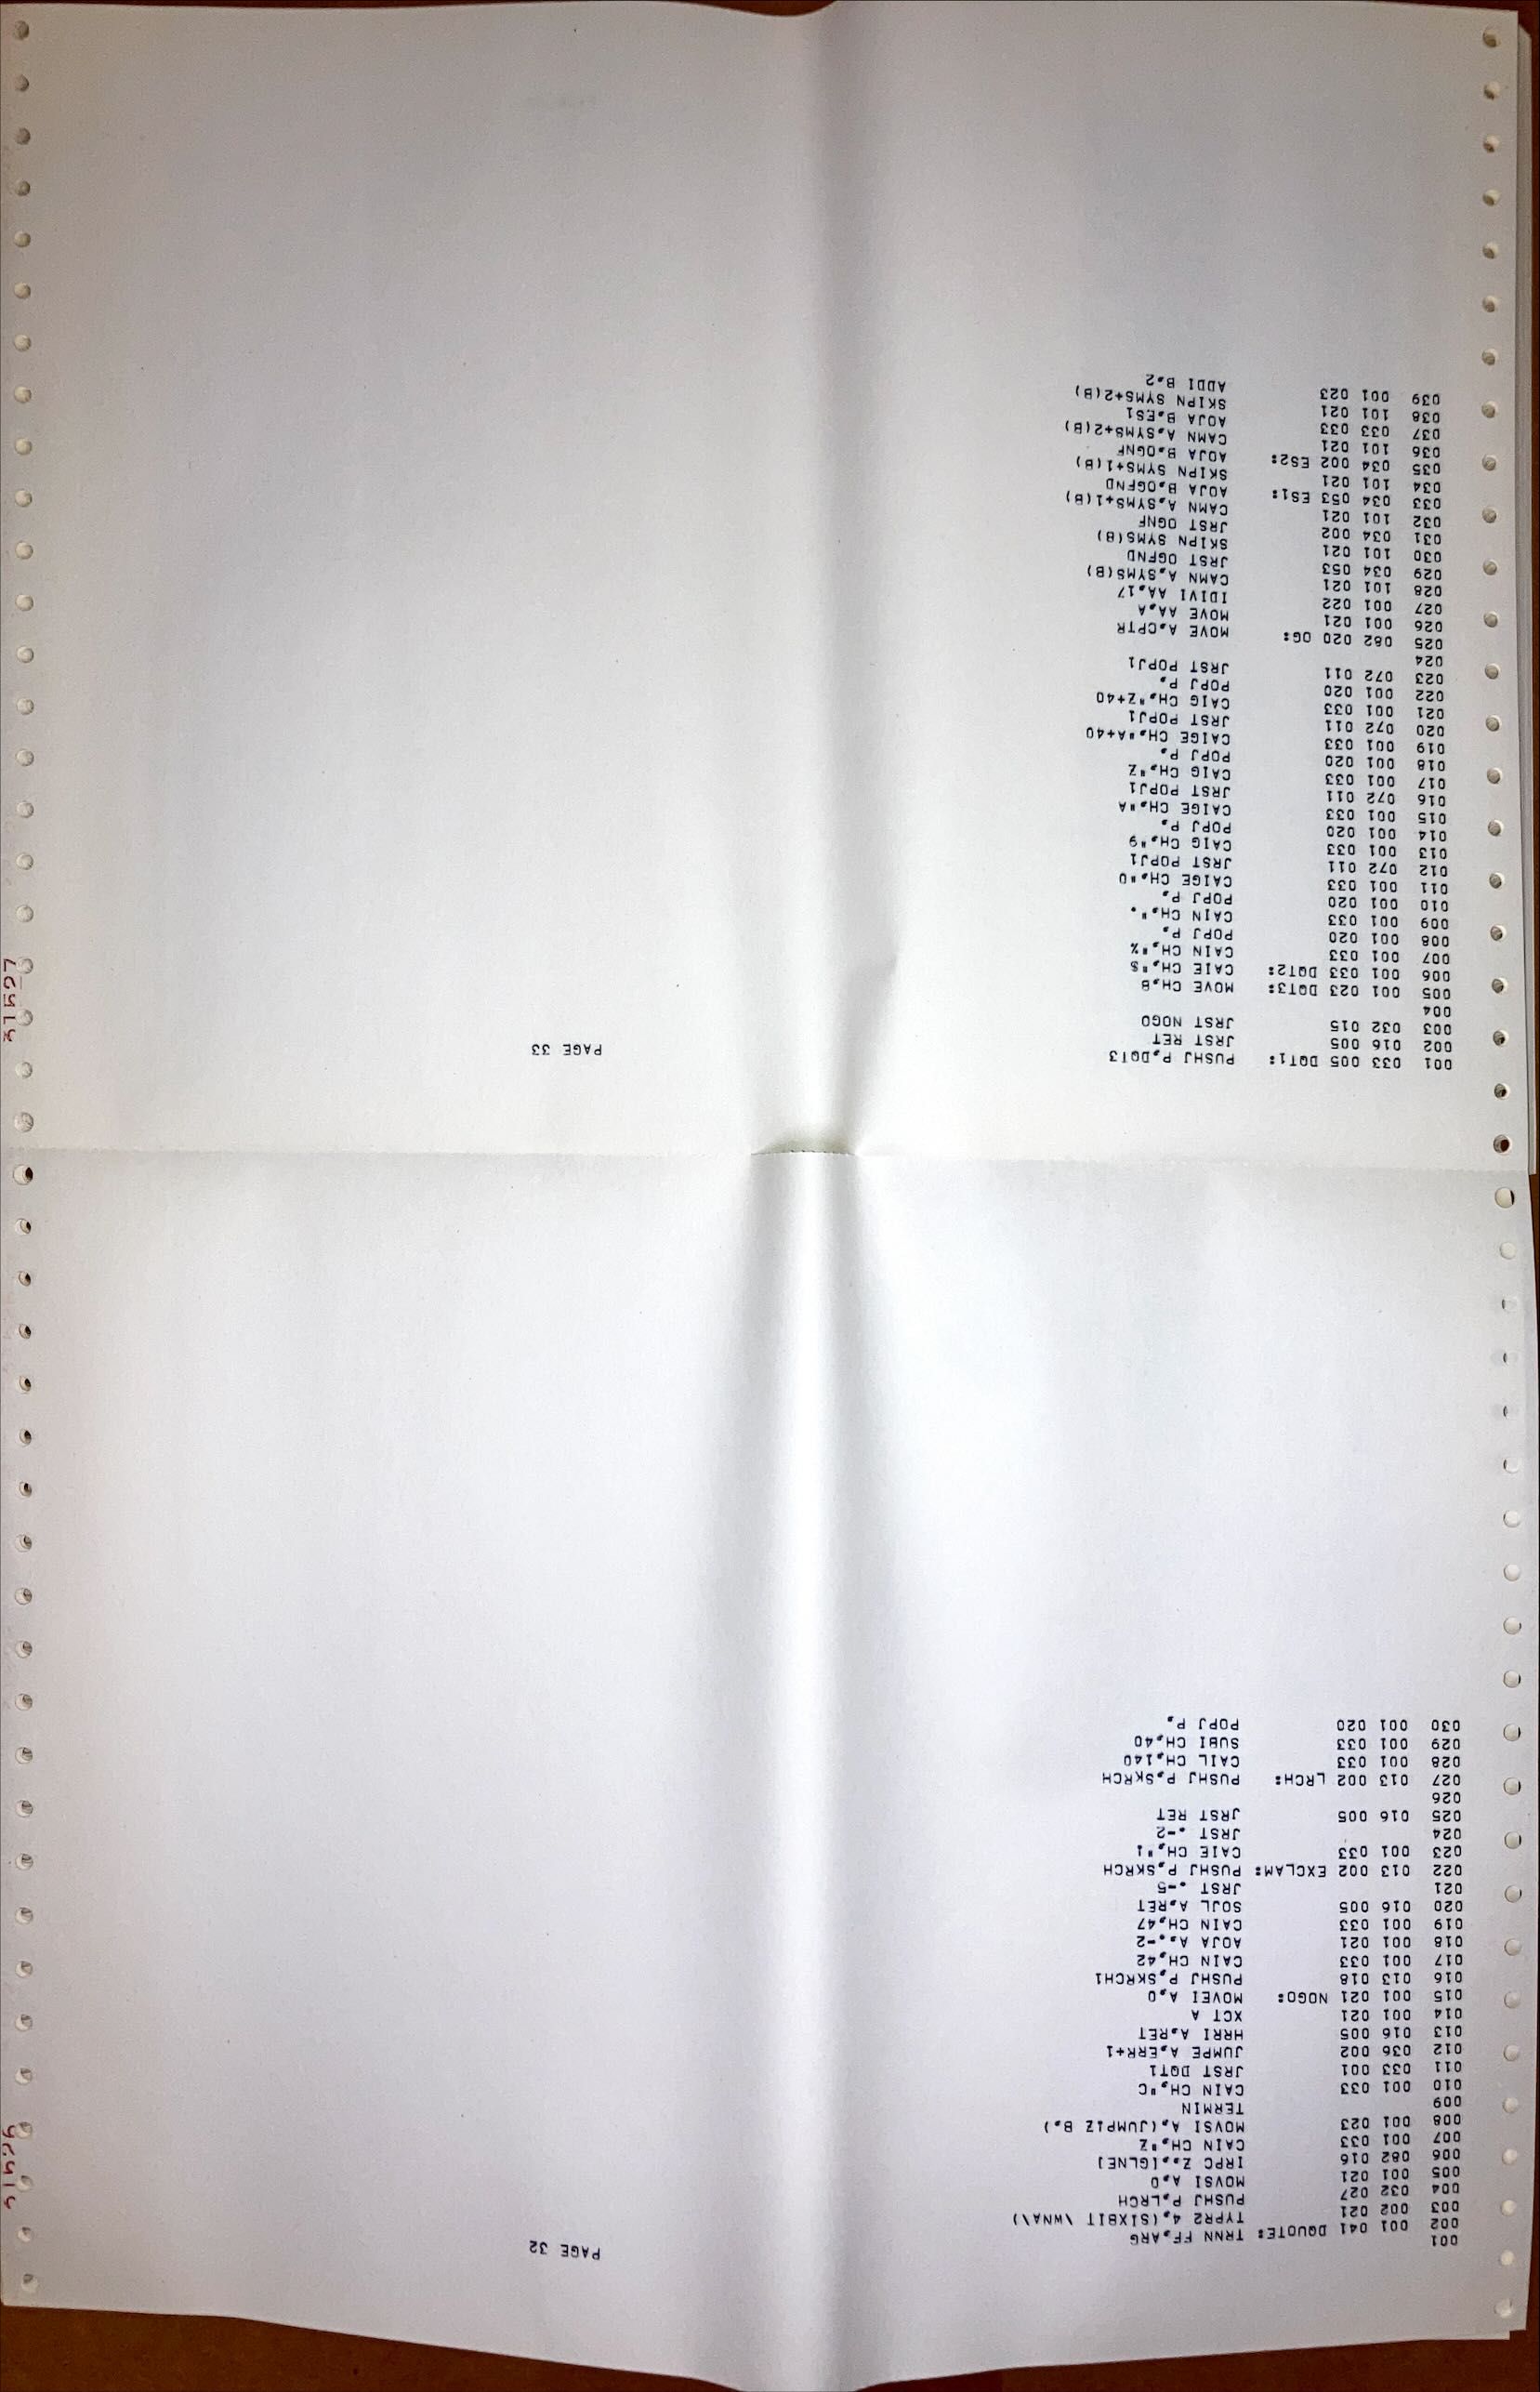 PAGE 32
001
002 001 041 DQUOTE: TRNN FF,ARG
003 002 021 TYPR2 4,(SIXBIT \WNA\)
004 032 027 PUSHJ P,LRCH
005 001 021 MOVSI A,0
006 082 016 IRPC Z,,[GLNE]
007 001 033 CAIN CH,"Z
008 001 023 MOVSI A,(JUMP!Z B,)
009 TERMIN
010 001 033 CAIN CH,"C
011 033 001 JRST DQT1
012 036 002 JUMPE A,ERR+1
013 016 005 HRRI A,RET
014 001 021 XCT A
015 001 021 NOGO: MOVEI A,0
016 013 018 PUSHJ P,SKRCH1
017 001 033 CAIN CH,42
018 001 021 AOJA A,.-2
019 001 033 CAIN CH,47
020 016 005 SOJL A,RET
021 JRST .-5
022 013 002 EXCLAM: PUSHJ P,SKRCH
023 001 033 CAIE CH,"!
024 JRST .-2
025 016 005 JRST RET
026
027 013 002 LRCH: PUSHJ P,SKRCH
028 001 033 CAIL CH,140
029 001 033 SUBI CH,40
030 001 020 POPJ P,
PAGE 33
001 033 005 DQT1: PUSHJ P,DQT3
002 016 005 JRST RET
003 032 015 JRST NOGO
004
005 001 023 DQT3: MOVE CH,B
006 001 033 DQT2: CAIE CH,"$
007 001 033 CAIN CH,"%
008 001 020 POPJ P,
009 001 033 CAIN CH,".
010 001 020 POPJ P,
011 001 033 CAIGE CH,"0
012 072 011 JRST POPJ1
013 001 033 CAIG CH,"9
014 001 020 POPJ P,
015 001 033 CAIGE CH,"A
016 072 011 JRST POPJ1
017 001 033 CAIG CH,"Z
018 001 020 POPJ P,
019 001 033 CAIGE CH,"A+40
020 072 011 JRST POPJ1
021 001 033 CAIG CH,"Z+40
022 001 020 POPJ P,
023 072 011 JRST POPJ1
024
025 082 020 OG: MOVE A,CPTR
026 001 021 MOVE AA,A
027 001 022 IDIVI AA,17
028 101 021 CAMN A,SYMS(B)
029 034 053 JRST OGFND
030 101 021 SKIPN SYMS(B)
031 034 002 JRST OGNF
032 101 021 CAMN A,SYMS+1(B)
033 034 053 ES1: AOJA B,OGFND
034 101 021 SKIPN SYMS+1(B)
035 034 002 ES2: AOJA B,OGNF
036 101 021 CAMN A,SYMS+2(B)
037 033 033 AOJA B,ES1
038 101 021 SKIPN SYMS+2(B)
039 001 023 ADDI B,2